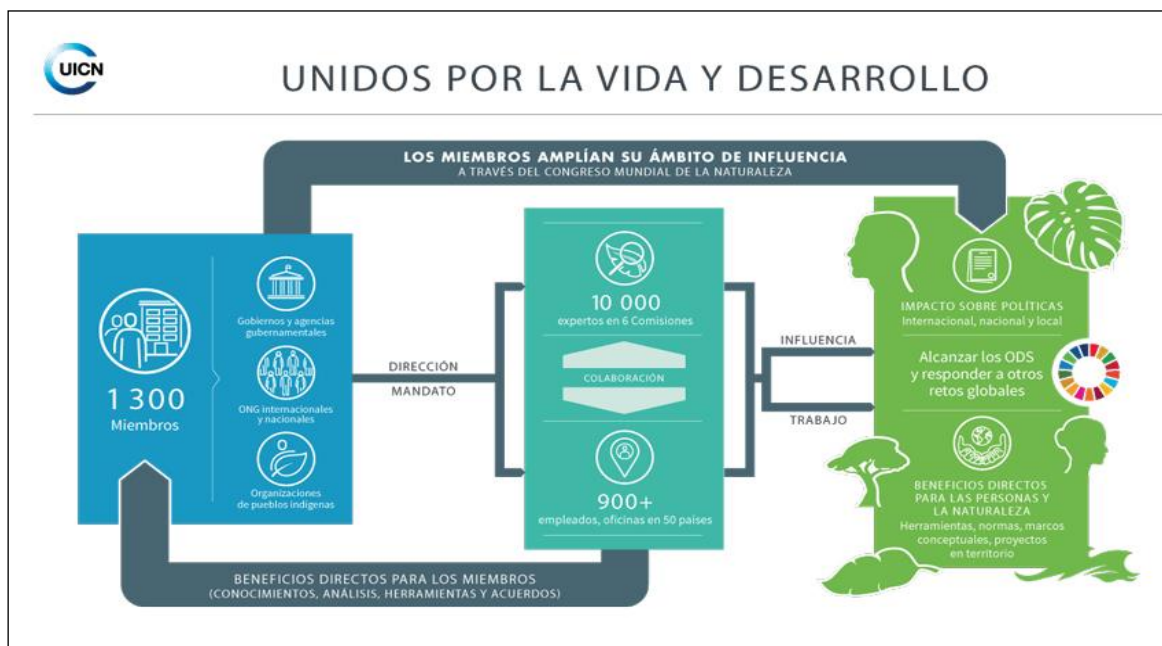 UICN
UNIDOS POR LA VIDA Y DESARROLLO
LOS MIEMBROS AMPLÍAN SU ÁMBITO DE INFLUENCIA
A TRAVÉS DEL CONGRESO MUNDIAL DE LA NATURALEZA
1 300
Miembros
Gobiernos y agencias
gubernamentales
ONG internacionales
y nacionales
Organizaciones
de pueblos indígenas
DIRECCIÓN
MANDATO
10 000
expertos en 6 Comisiones
COLABORACIÓN
900+
empleados, oficinas en 50 países
INFLUENCIA
TRABAJO
IMPACTO SOBRE POLÍTICAS
Internacional, nacional y local
Alcanzar los ODS
y responder a otros
retos globales
BENEFICIOS DIRECTOS
PARA LAS PERSONAS Y
LA NATURALEZA
Herramientas, normas, marcos
conceptuales, proyectos
en territorio
BENEFICIOS DIRECTOS PARA LOS MIEMBROS
(CONOCIMIENTOS, ANÁLISIS, HERRAMIENTAS Y ACUERDOS)